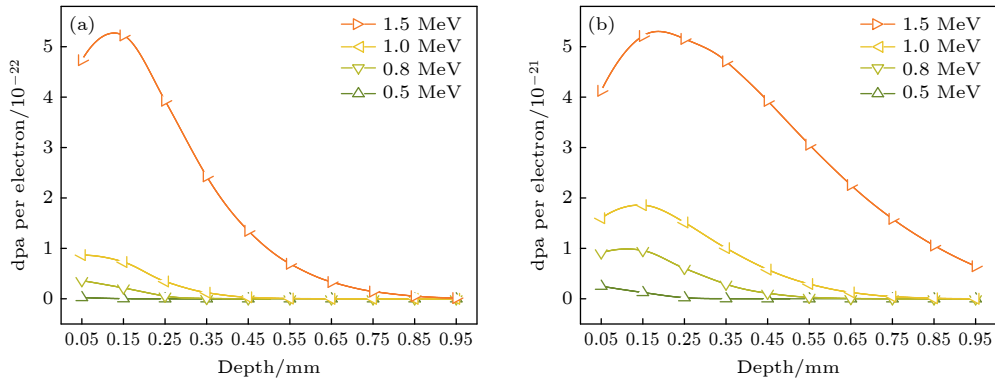 (a)
1.5 MeV
1.0 MeV
0.8 MeV
0.5 MeV
5
4
3
2
1
0
dpa per electron/10⁻²²
0.05 0.15 0.25 0.35 0.45 0.55 0.65 0.75 0.85 0.95
Depth/mm
(b)
1.5 MeV
1.0 MeV
0.8 MeV
0.5 MeV
5
4
3
2
1
0
dpa per electron/10⁻²¹
0.05 0.15 0.25 0.35 0.45 0.55 0.65 0.75 0.85 0.95
Depth/mm